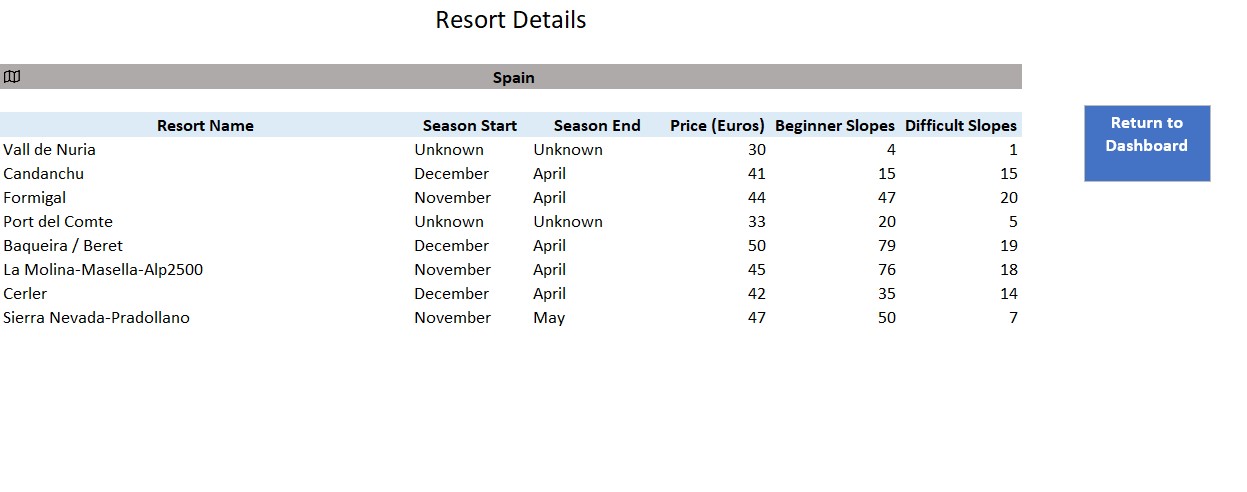 Resort Details
Spain
Resort Name Season Start Season End Price (Euros) Beginner Slopes Difficult Slopes
Return to
Dashboard
Vall de Nuria Unknown Unknown 30 4 1
Candanchu December April 41 15 15
Formigal November April 44 47 20
Port del Comte Unknown Unknown 33 20 5
Baqueira / Beret December April 50 79 19
La Molina-Masella-Alp2500 November April 45 76 18
Cerler December April 42 35 14
Sierra Nevada-Pradollano November May 47 50 7